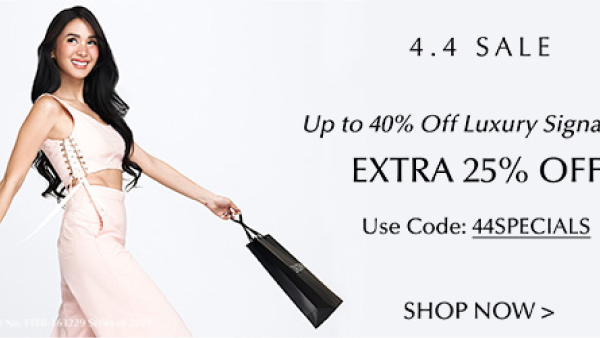 4.4 SALE
Up to 40% Off Luxury Signa
EXTRA 25% OFF
Use Code: 44SPECIALS
SHOP NOW >